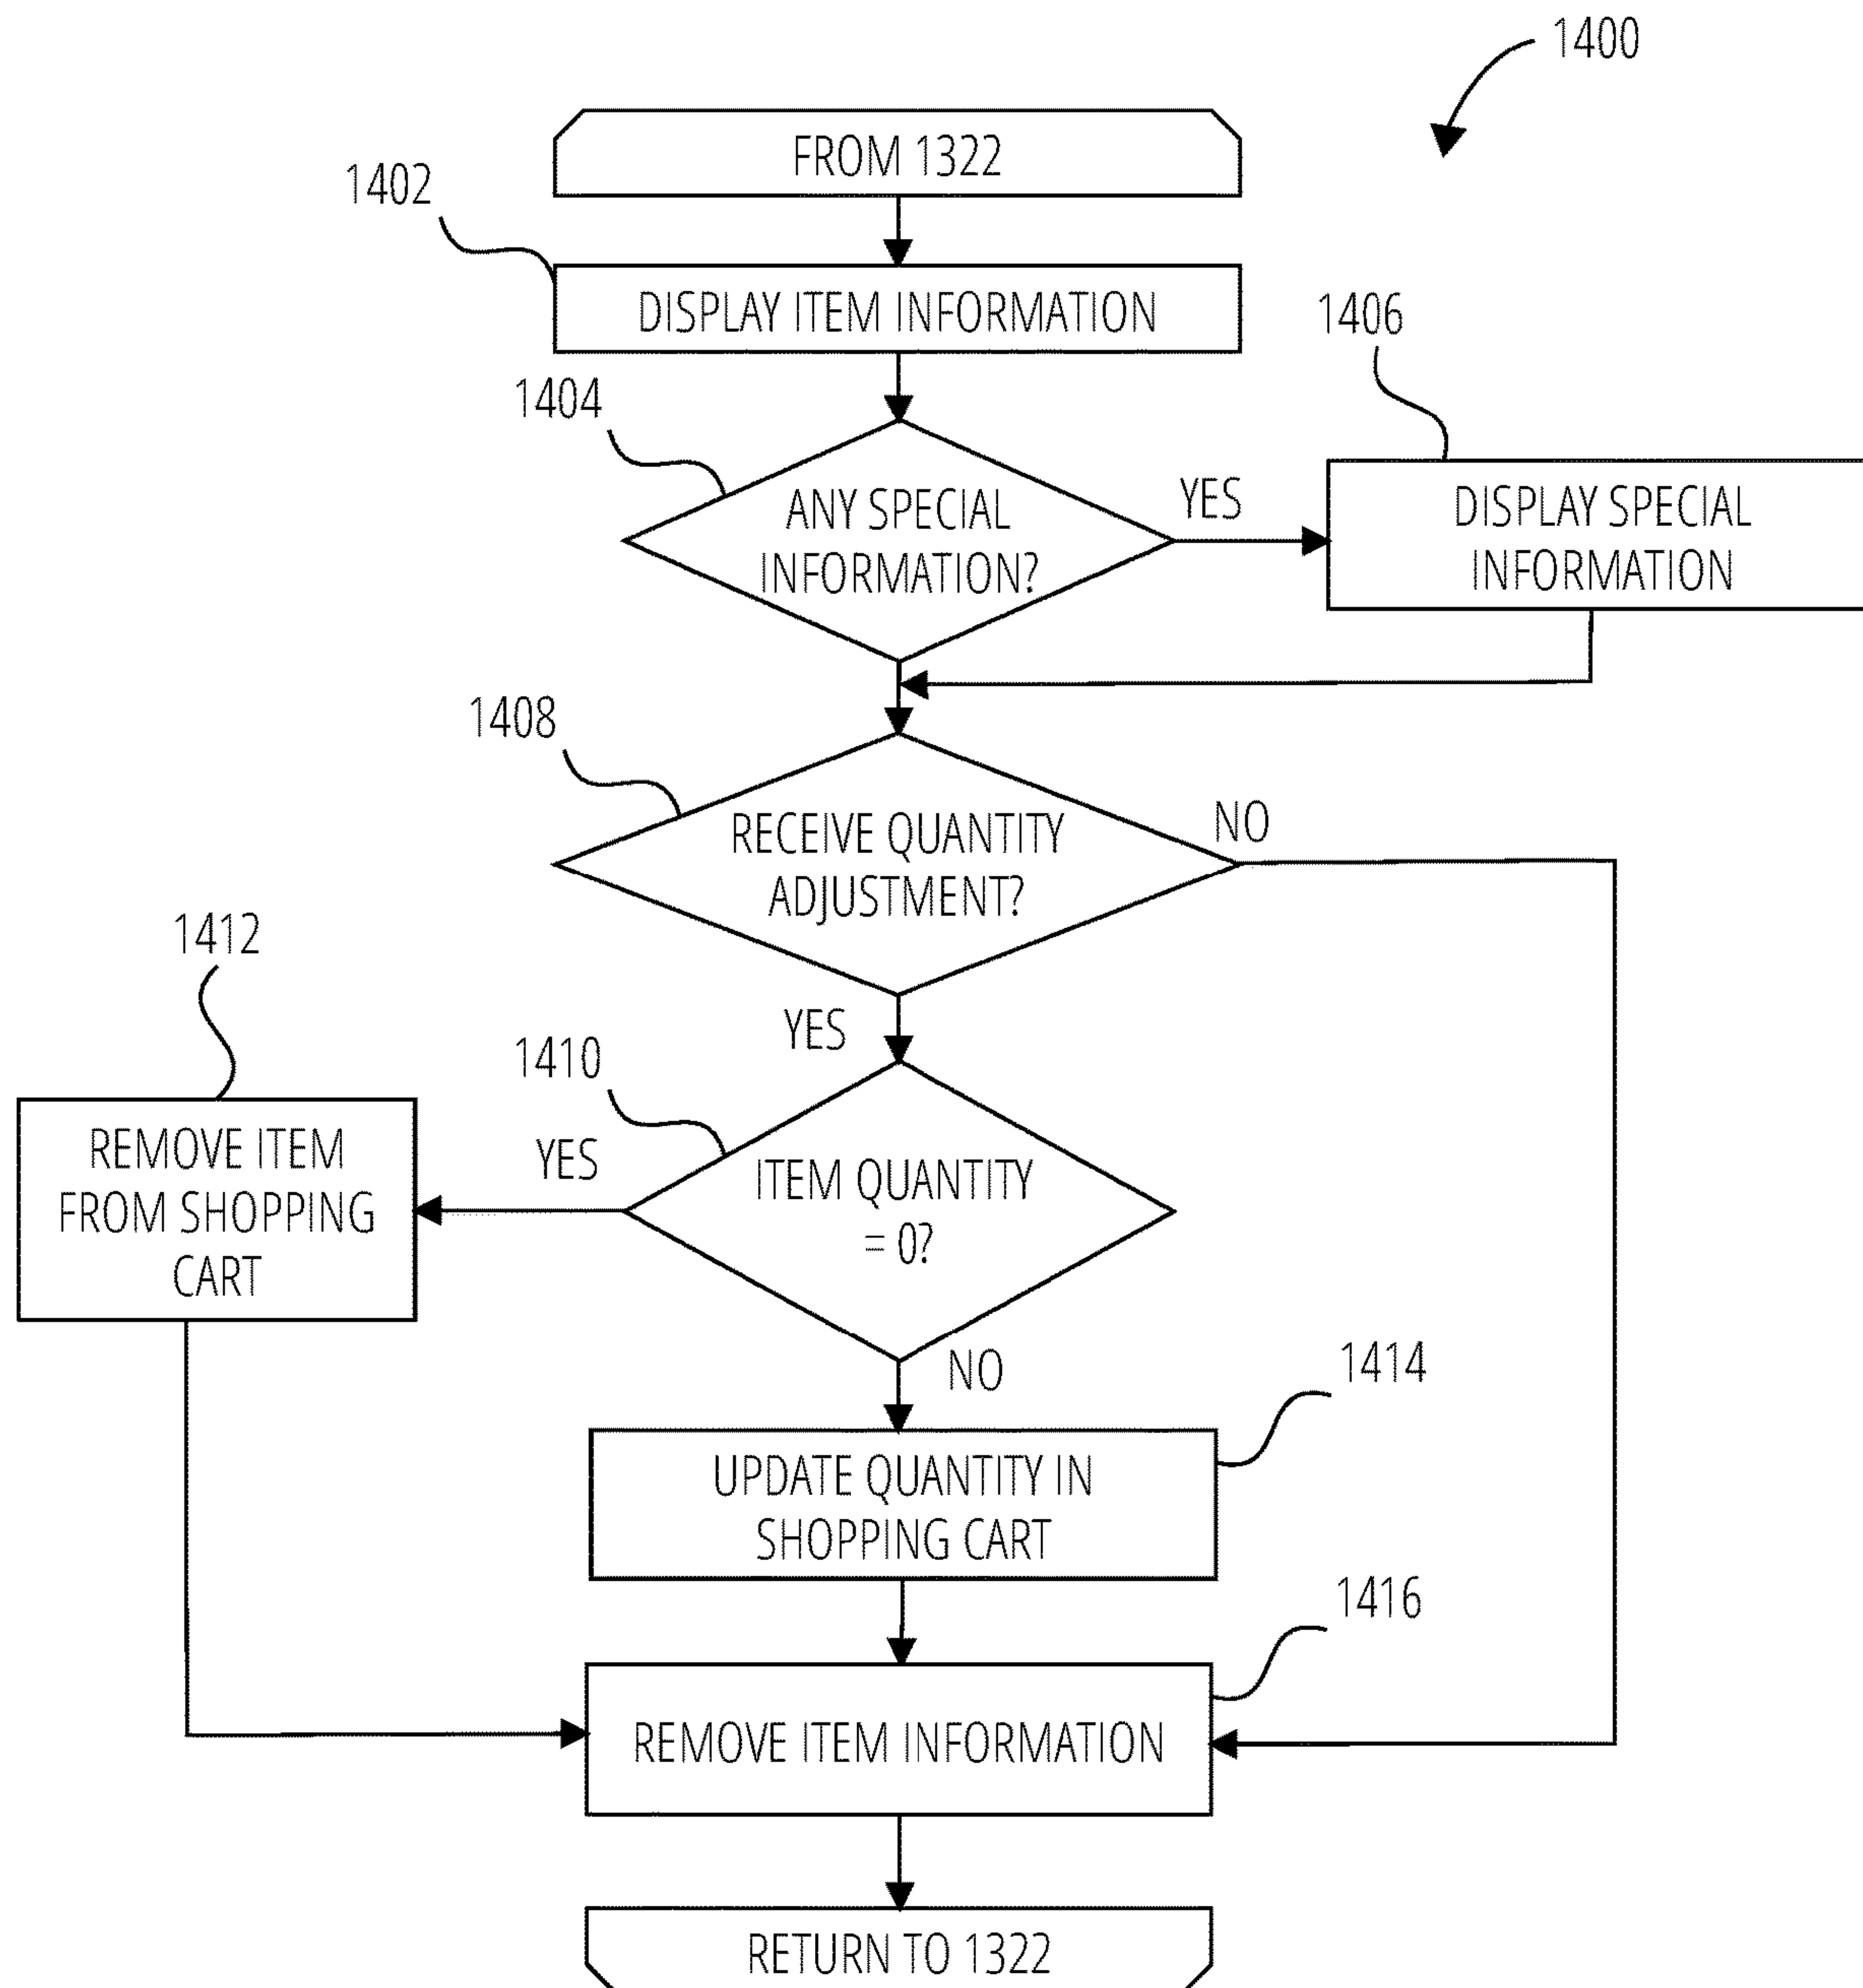 1400
FROM 1322
1402
DISPLAY ITEM INFORMATION
1406
1404
ANY SPECIAL
INFORMATION?
YES
DISPLAY SPECIAL
INFORMATION
1408
RECEIVE QUANTITY
ADJUSTMENT?
NO
YES
1412
1410
REMOVE ITEM
FROM SHOPPING
CART
YES
ITEM QUANTITY
= 0?
NO
1414
UPDATE QUANTITY IN
SHOPPING CART
1416
REMOVE ITEM INFORMATION
RETURN TO 1322